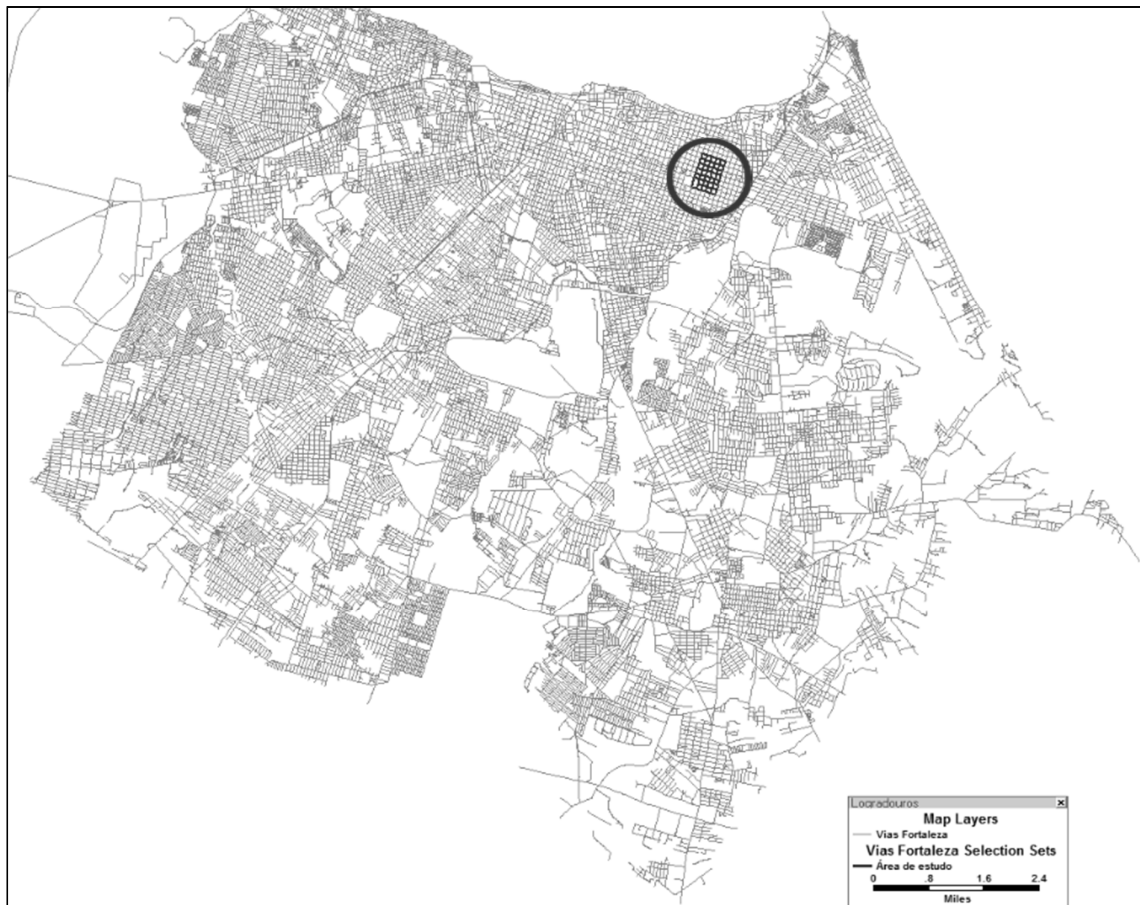 Logradouros
Map Layers
Vias Fortaleza
Vias Fortaleza Selection Sets
Área de estudo
0 .8 1.6 2.4
Miles